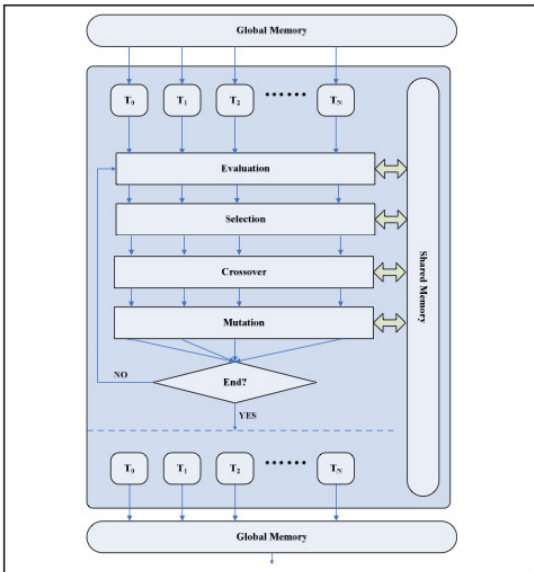 Global Memory
T0 T1 T2 ...... TN
Evaluation
Selection
Crossover
Mutation
Shared Memory
End?
NO
YES
T0 T1 T2 ...... TN
Global Memory